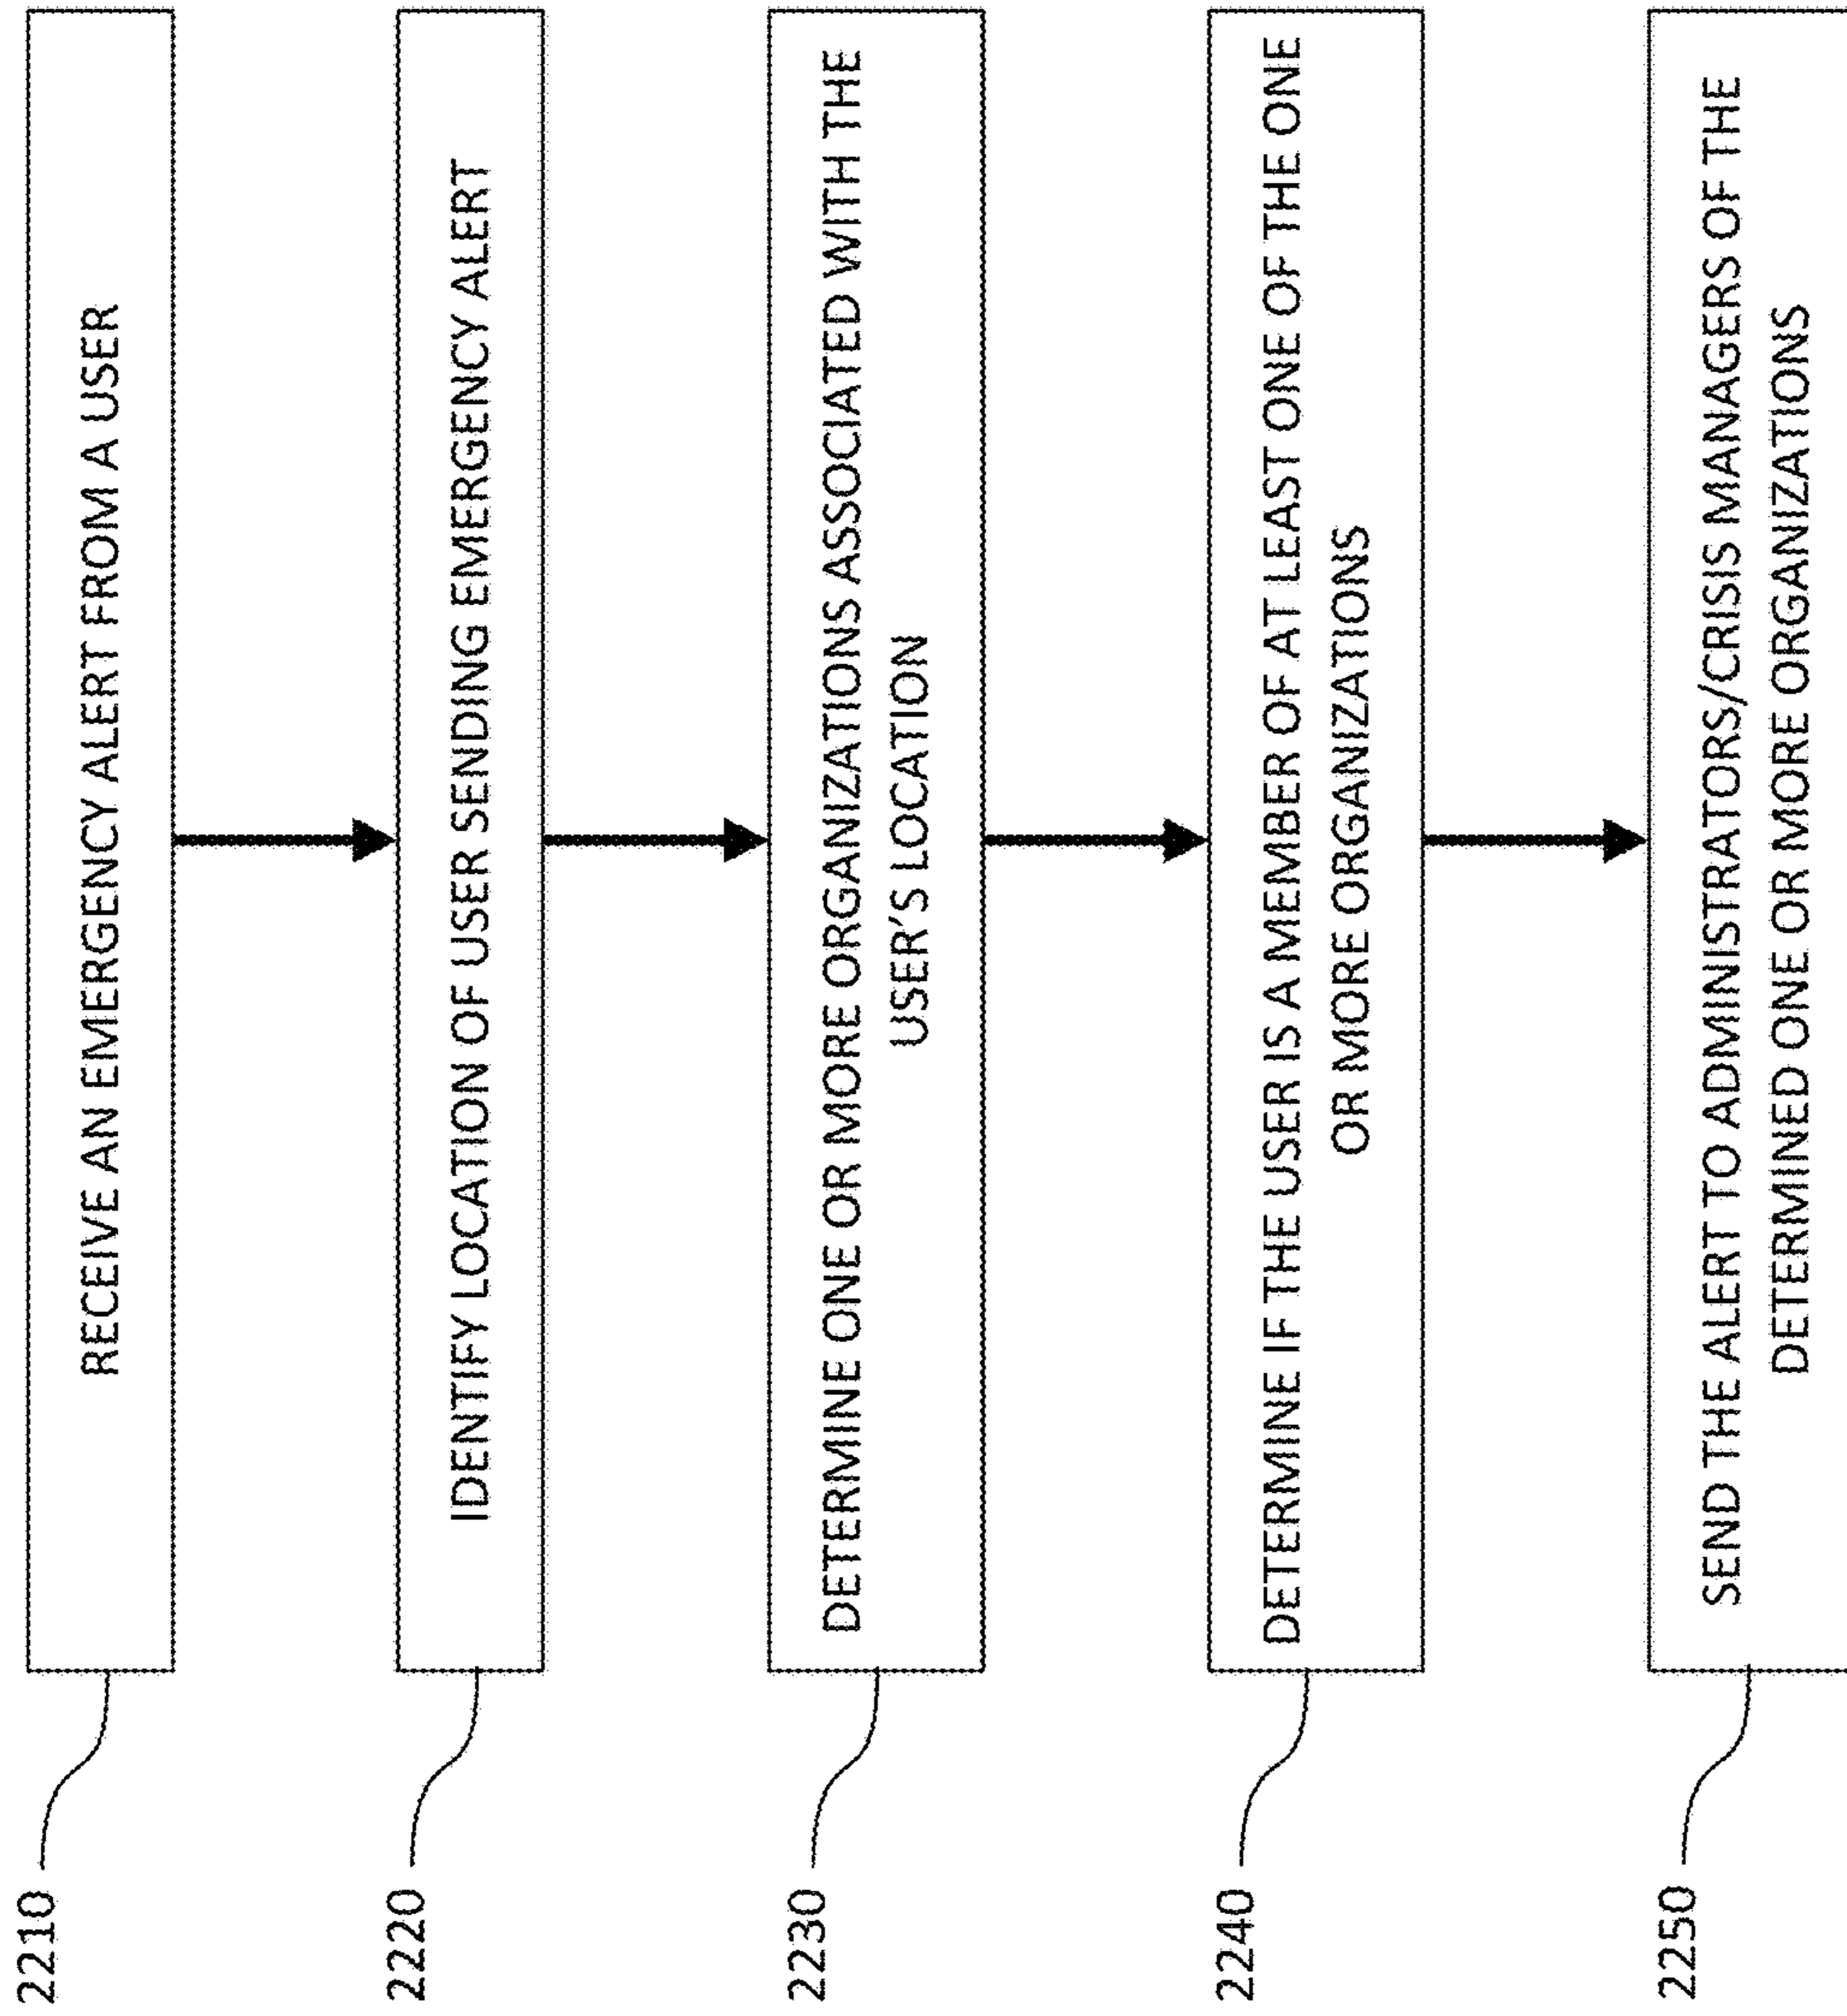 2210
RECEIVE AN EMERGENCY ALERT FROM A USER
2220
IDENTIFY LOCATION OF USER SENDING EMERGENCY ALERT
2230
DETERMINE ONE OR MORE ORGANIZATIONS ASSOCIATED WITH THE
USER'S LOCATION
2240
DETERMINE IF THE USER IS A MEMBER OF AT LEAST ONE OF THE ONE
OR MORE ORGANIZATIONS
2250
SEND THE ALERT TO ADMINISTRATORS/CRISIS MANAGERS OF THE
DETERMINED ONE OR MORE ORGANIZATIONS